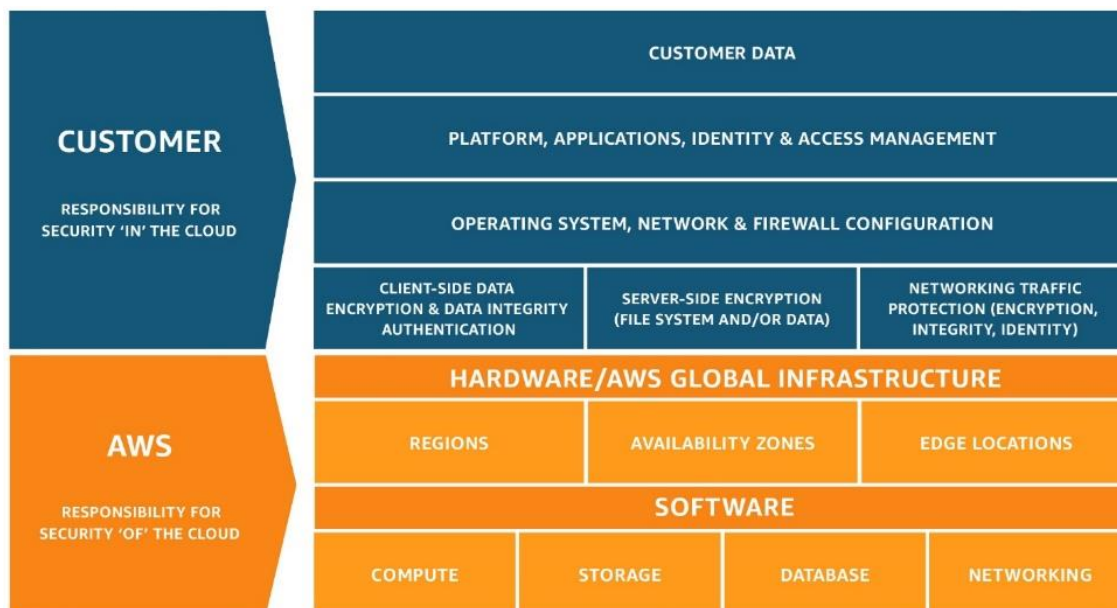 CUSTOMER
RESPONSIBILITY FOR
SECURITY ‘IN’ THE CLOUD
CUSTOMER DATA
PLATFORM, APPLICATIONS, IDENTITY & ACCESS MANAGEMENT
OPERATING SYSTEM, NETWORK & FIREWALL CONFIGURATION
CLIENT-SIDE DATA
ENCRYPTION & DATA INTEGRITY
AUTHENTICATION
SERVER-SIDE ENCRYPTION
(FILE SYSTEM AND/OR DATA)
NETWORKING TRAFFIC
PROTECTION (ENCRYPTION,
INTEGRITY, IDENTITY)
AWS
RESPONSIBILITY FOR
SECURITY ‘OF’ THE CLOUD
HARDWARE/AWS GLOBAL INFRASTRUCTURE
REGIONS
AVAILABILITY ZONES
EDGE LOCATIONS
SOFTWARE
COMPUTE
STORAGE
DATABASE
NETWORKING